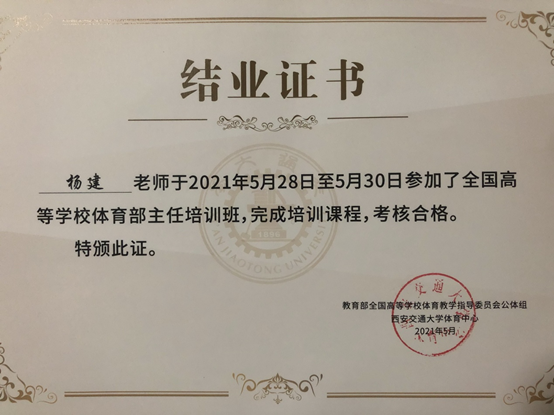 结业证书
杨建 老师于2021年5月28日至5月30日参加了全国高
等学校体育部主任培训班，完成培训课程，考核合格。
特颁此证。
教育部全国高等学校体育教学指导委员会公体组
西安交通大学体育中心
2021年5月